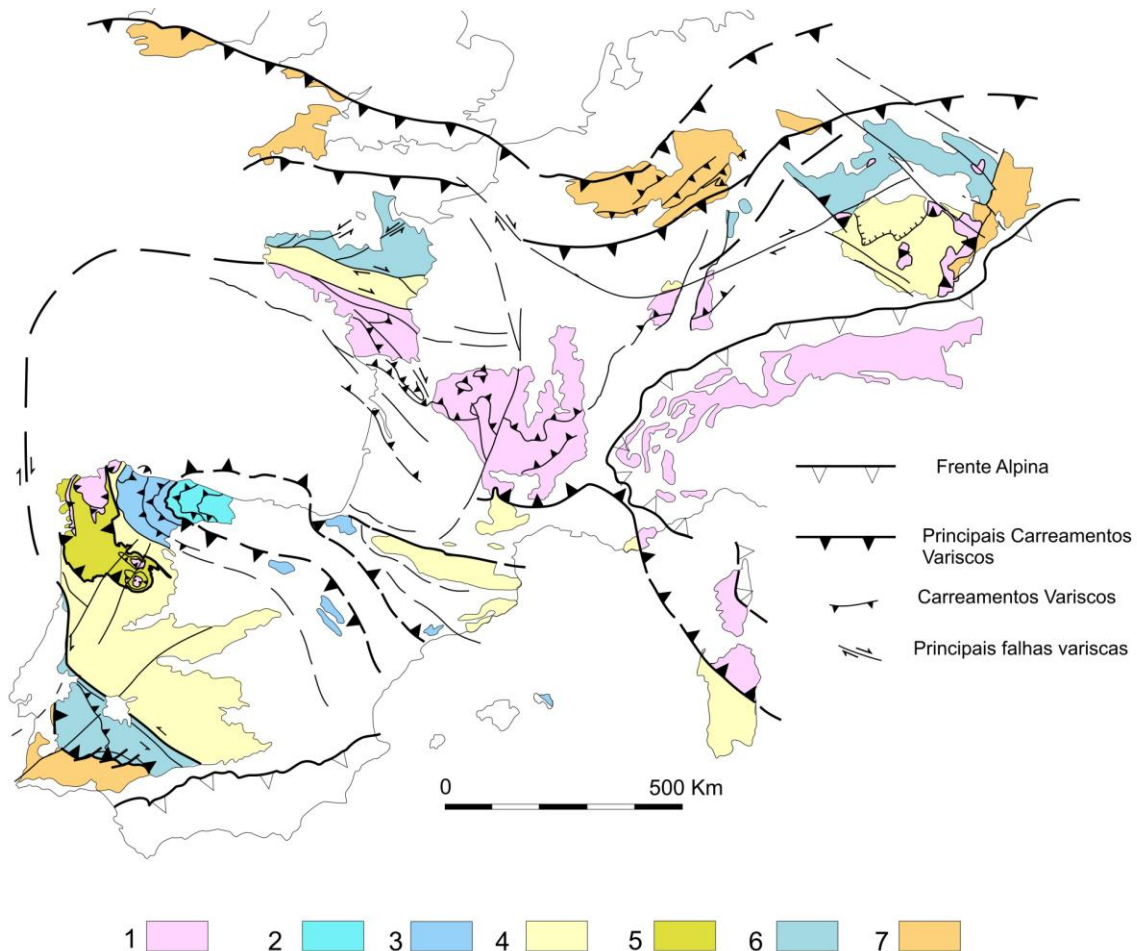 Frente Alpina
Principais Carreamentos
Variscos
Carreamentos Variscos
Principais falhas variscas
0 500 Km
1 2 3 4 5 6 7